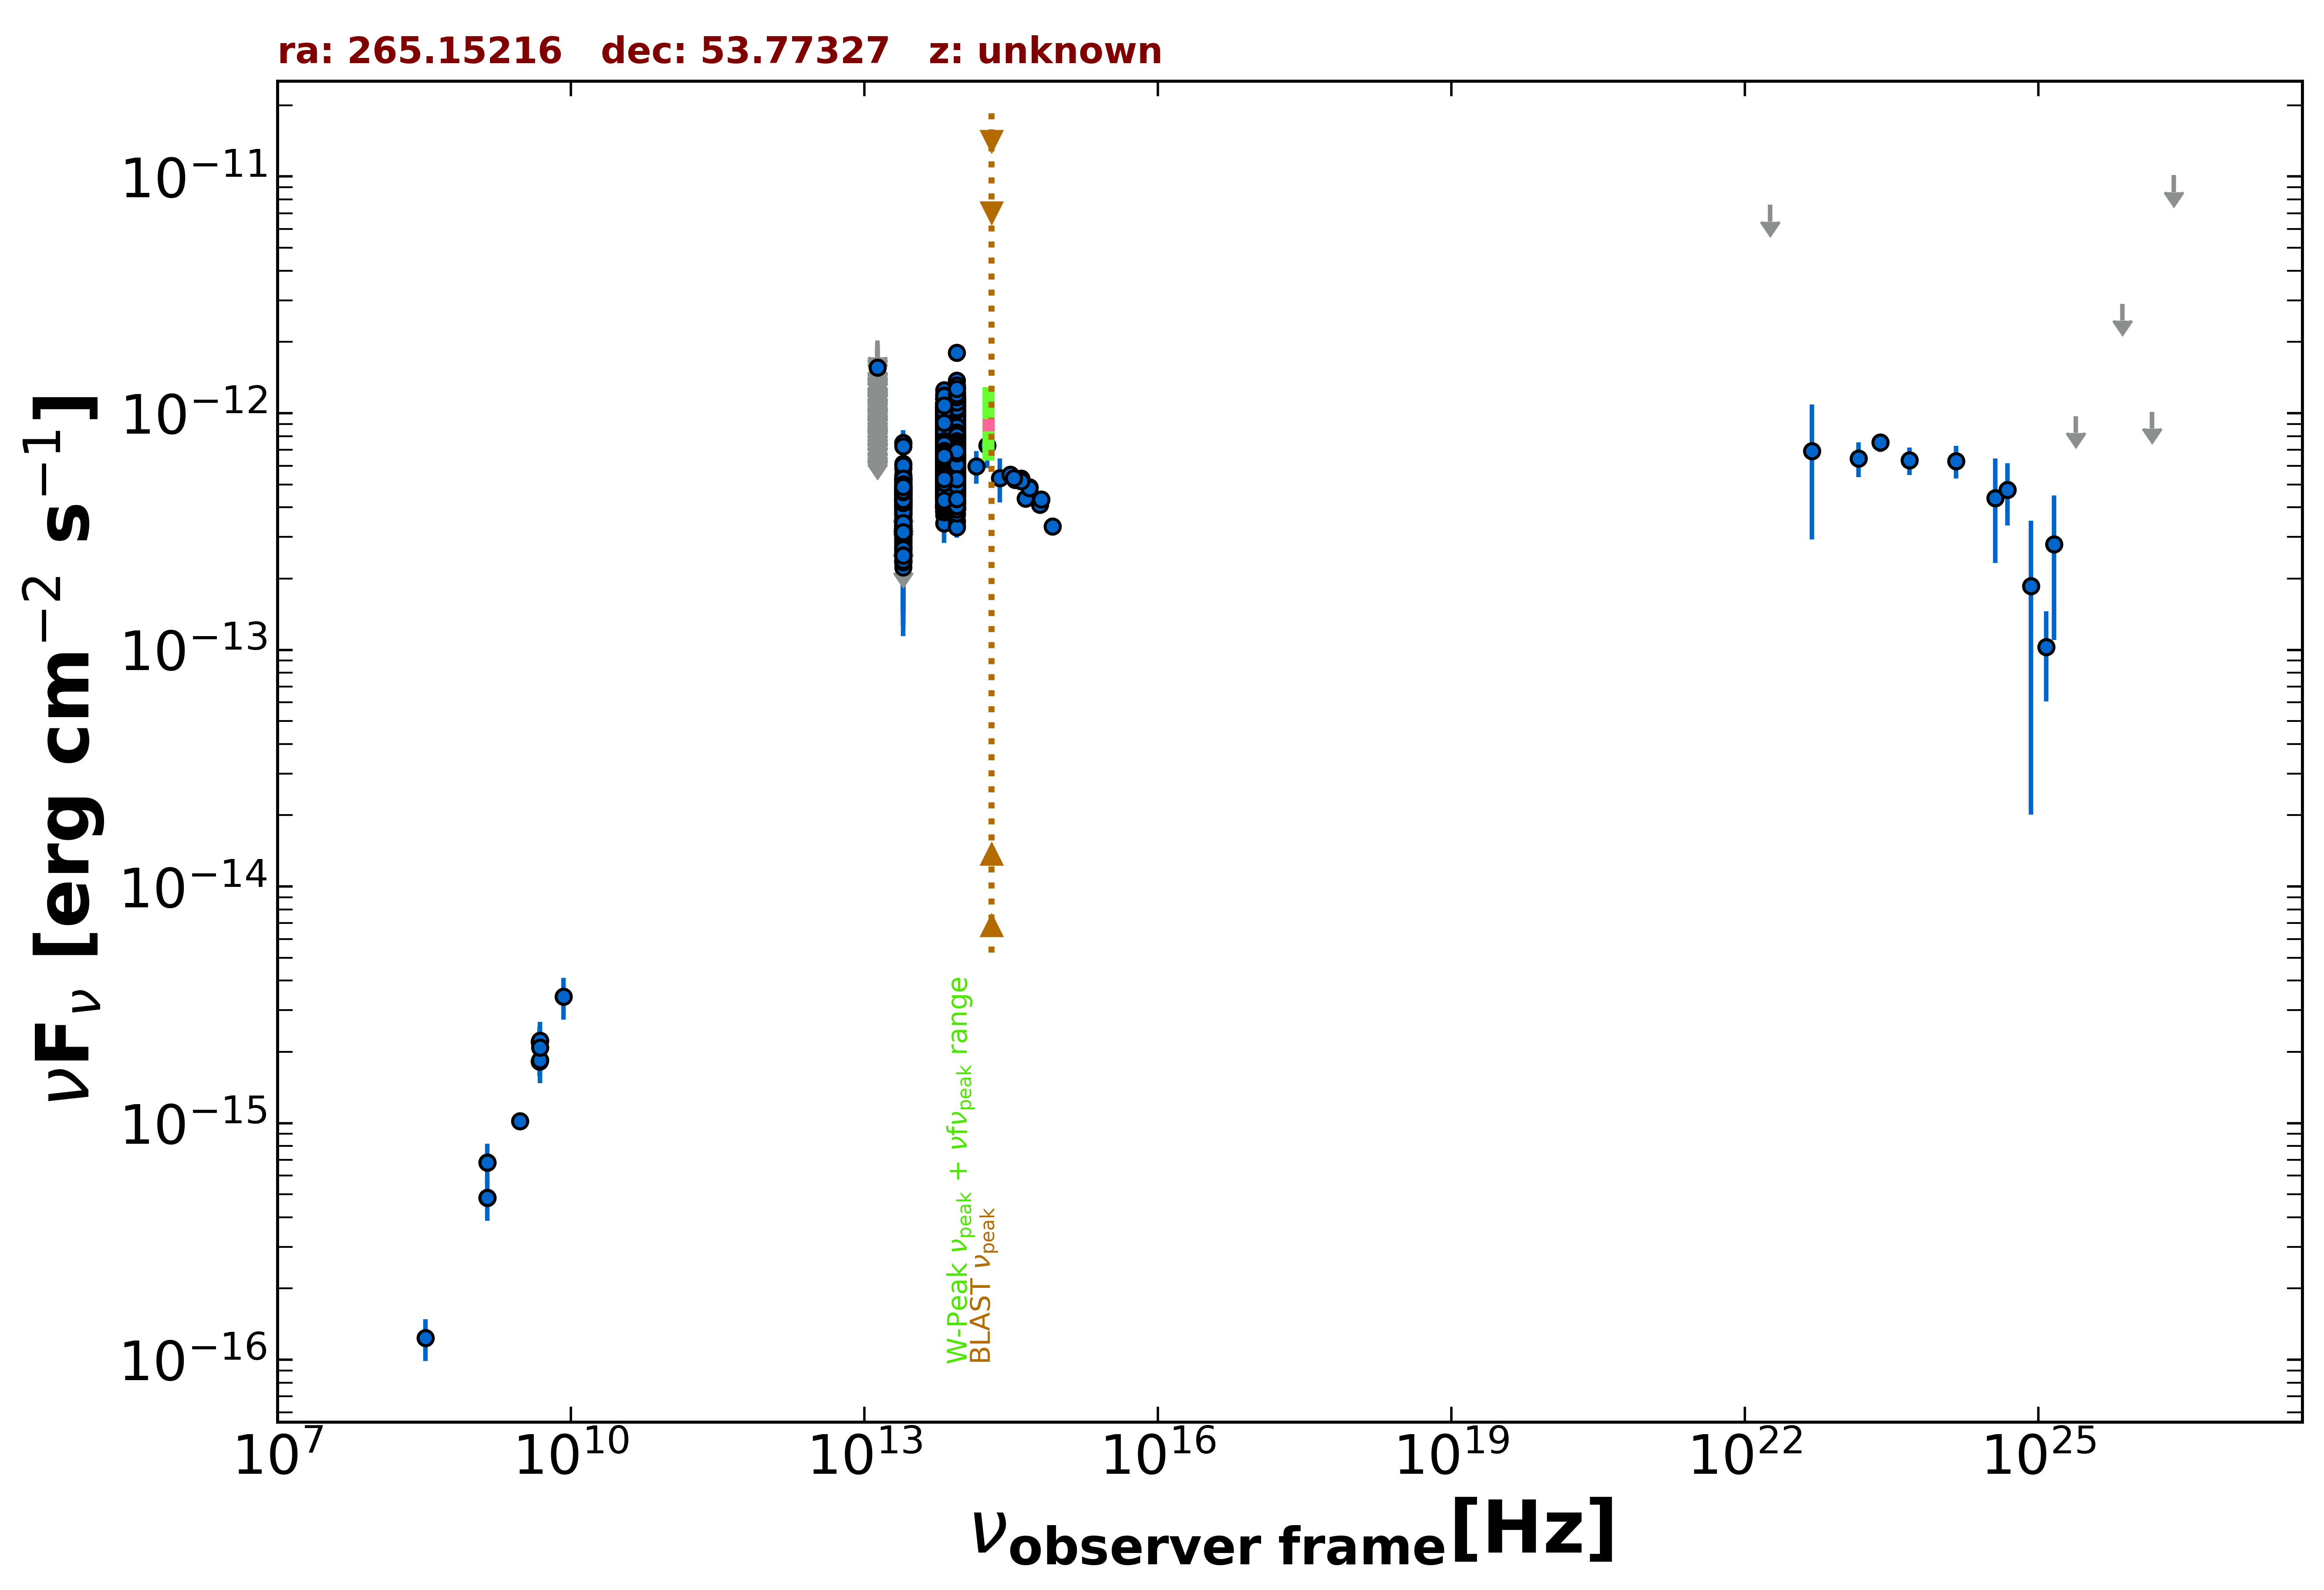 ra: 265.15216 dec: 53.77327 z: unknown
νFν [erg cm−2 s−1]
10−11
10−12
10−13
10−14
10−15
10−16
W-Peak νpeak + νfνpeak range
BLAST νpeak
107 1010 1013 1016 1019 1022 1025
νobserver frame[Hz]